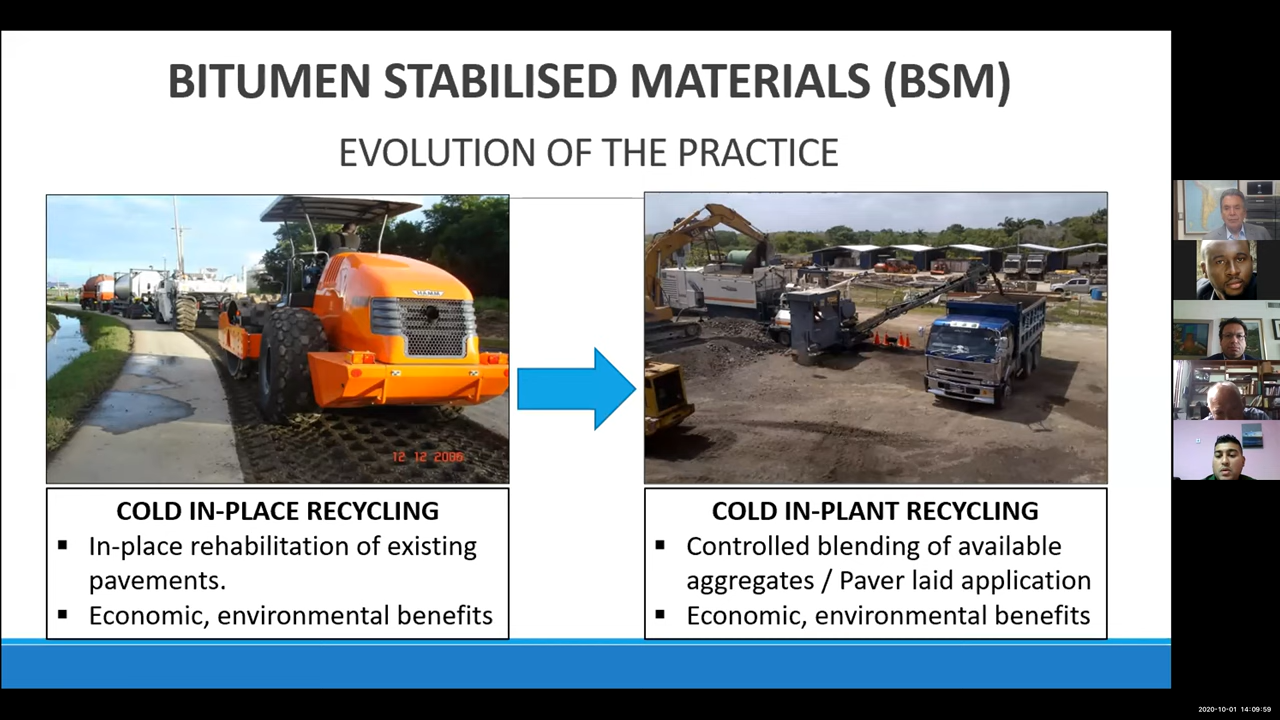 BITUMEN STABILISED MATERIALS (BSM)
EVOLUTION OF THE PRACTICE
HAMM
12 12 2006
COLD IN-PLACE RECYCLING
▪ In-place rehabilitation of existing
pavements.
▪ Economic, environmental benefits
COLD IN-PLANT RECYCLING
▪ Controlled blending of available
aggregates / Paver laid application
▪ Economic, environmental benefits
2020-10-01 14:09:59